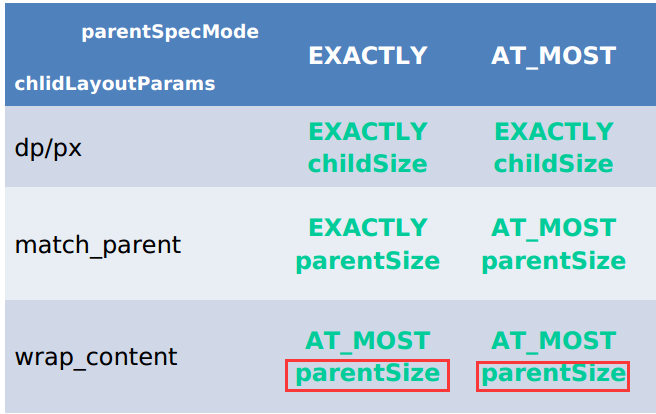 parentSpecMode
chlidLayoutParams
EXACTLY AT_MOST
dp/px
EXACTLY EXACTLY
childSize childSize
match_parent
EXACTLY AT_MOST
parentSize parentSize
wrap_content
AT_MOST AT_MOST
parentSize parentSize